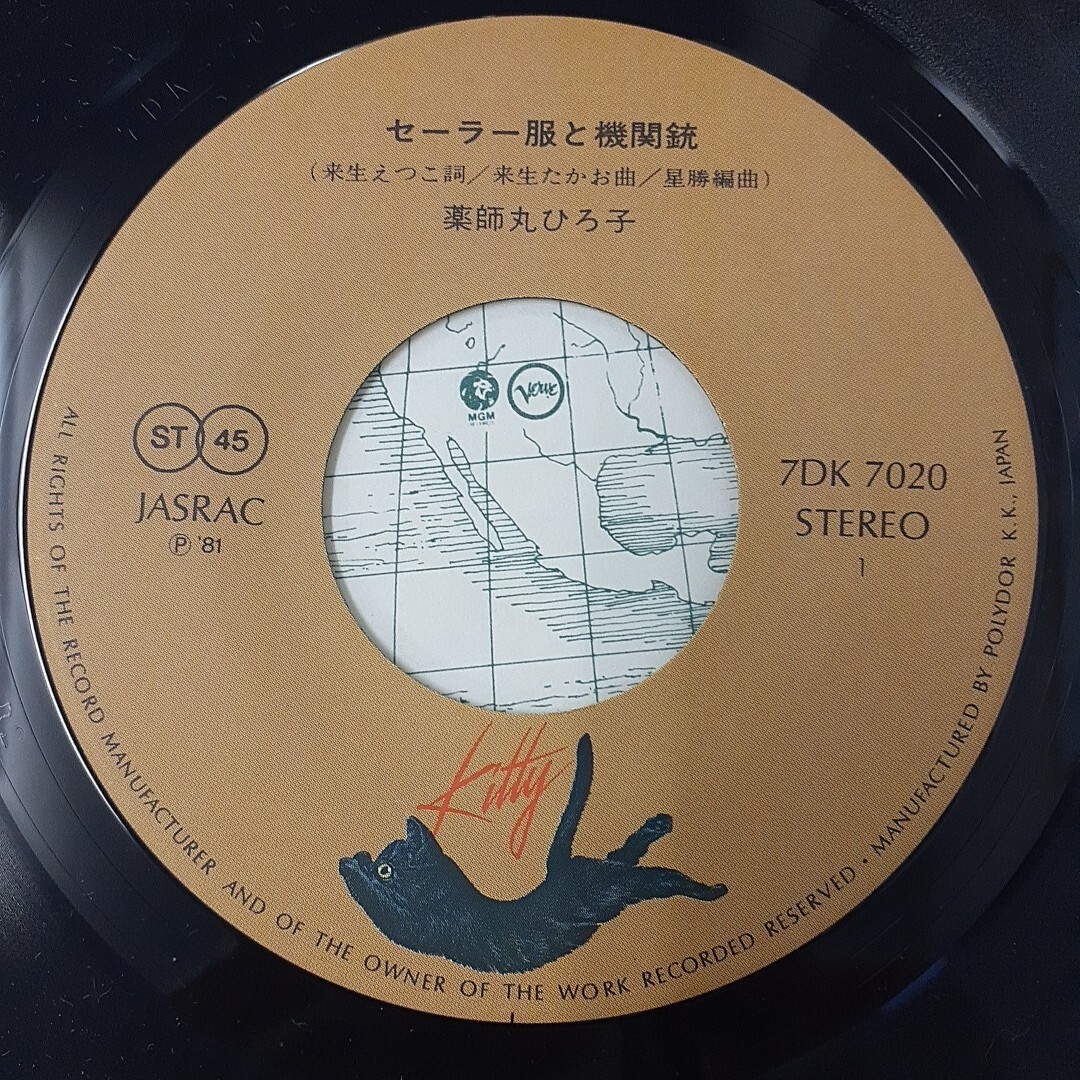 セーラー服と機関銃
(来生えつこ詞/来生たかお曲/星勝編曲)
薬師丸ひろ子
ST 45
JASRAC
Ⓟ '81
MGM
Verve
7DK 7020
STEREO
1
Kitty
ALL RIGHTS OF THE RECORD MANUFACTURER AND OF THE OWNER OF THE WORK RECORDED RESERVED • MANUFACTURED BY POLYDOR K.K., JAPAN